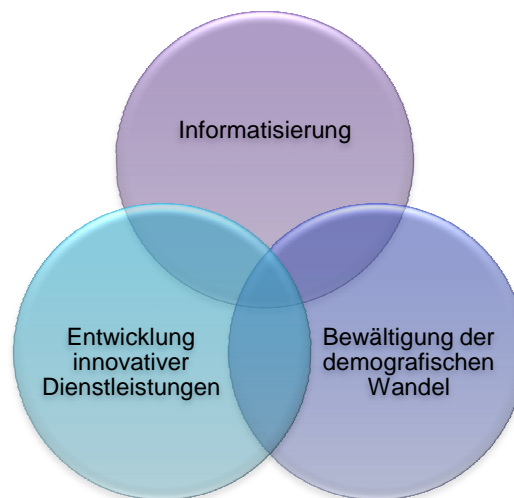 Informatisierung
Entwicklung
innovativer
Dienstleistungen
Bewältigung der
demografischen
Wandel